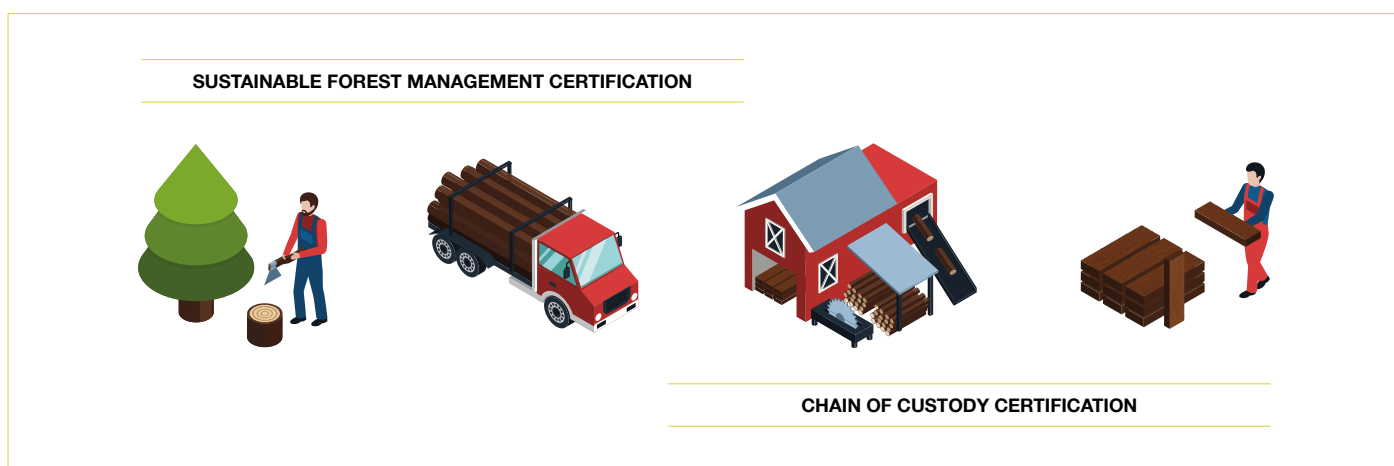 SUSTAINABLE FOREST MANAGEMENT CERTIFICATION
CHAIN OF CUSTODY CERTIFICATION